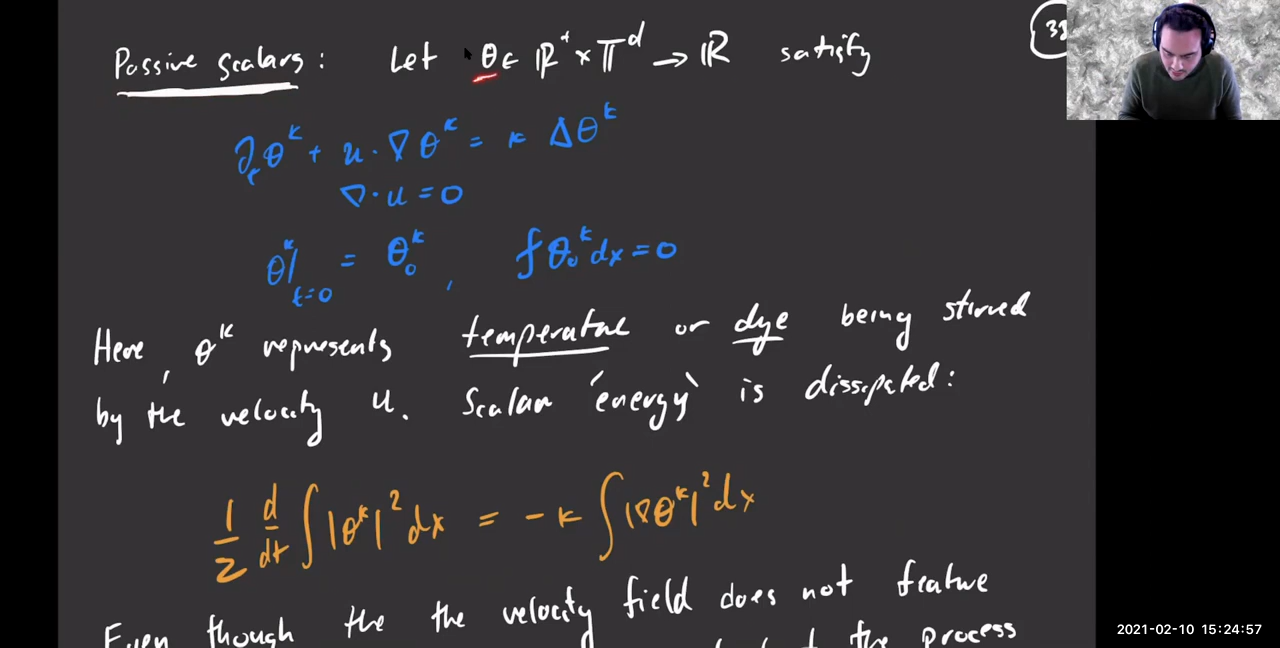 Passive scalars: Let θ ∈ ℝ⁺ × 𝕋ᵈ → ℝ satisfy
38
∂ₜθᵏ + u · ∇θᵏ = κ Δθᵏ
∇ · u = 0
θᵏ|ₜ₌₀ = θ₀ᵏ , ⨍ θ₀ᵏ dx = 0
Here, θᵏ represents temperature or dye being stirred
by the velocity u. Scalar 'energy' is dissipated:
1/2 d/dt ∫ |θᵏ|² dx = - κ ∫ |∇θᵏ|² dx
Even though the the velocity field does not feature
the process
2021-02-10 15:24:57